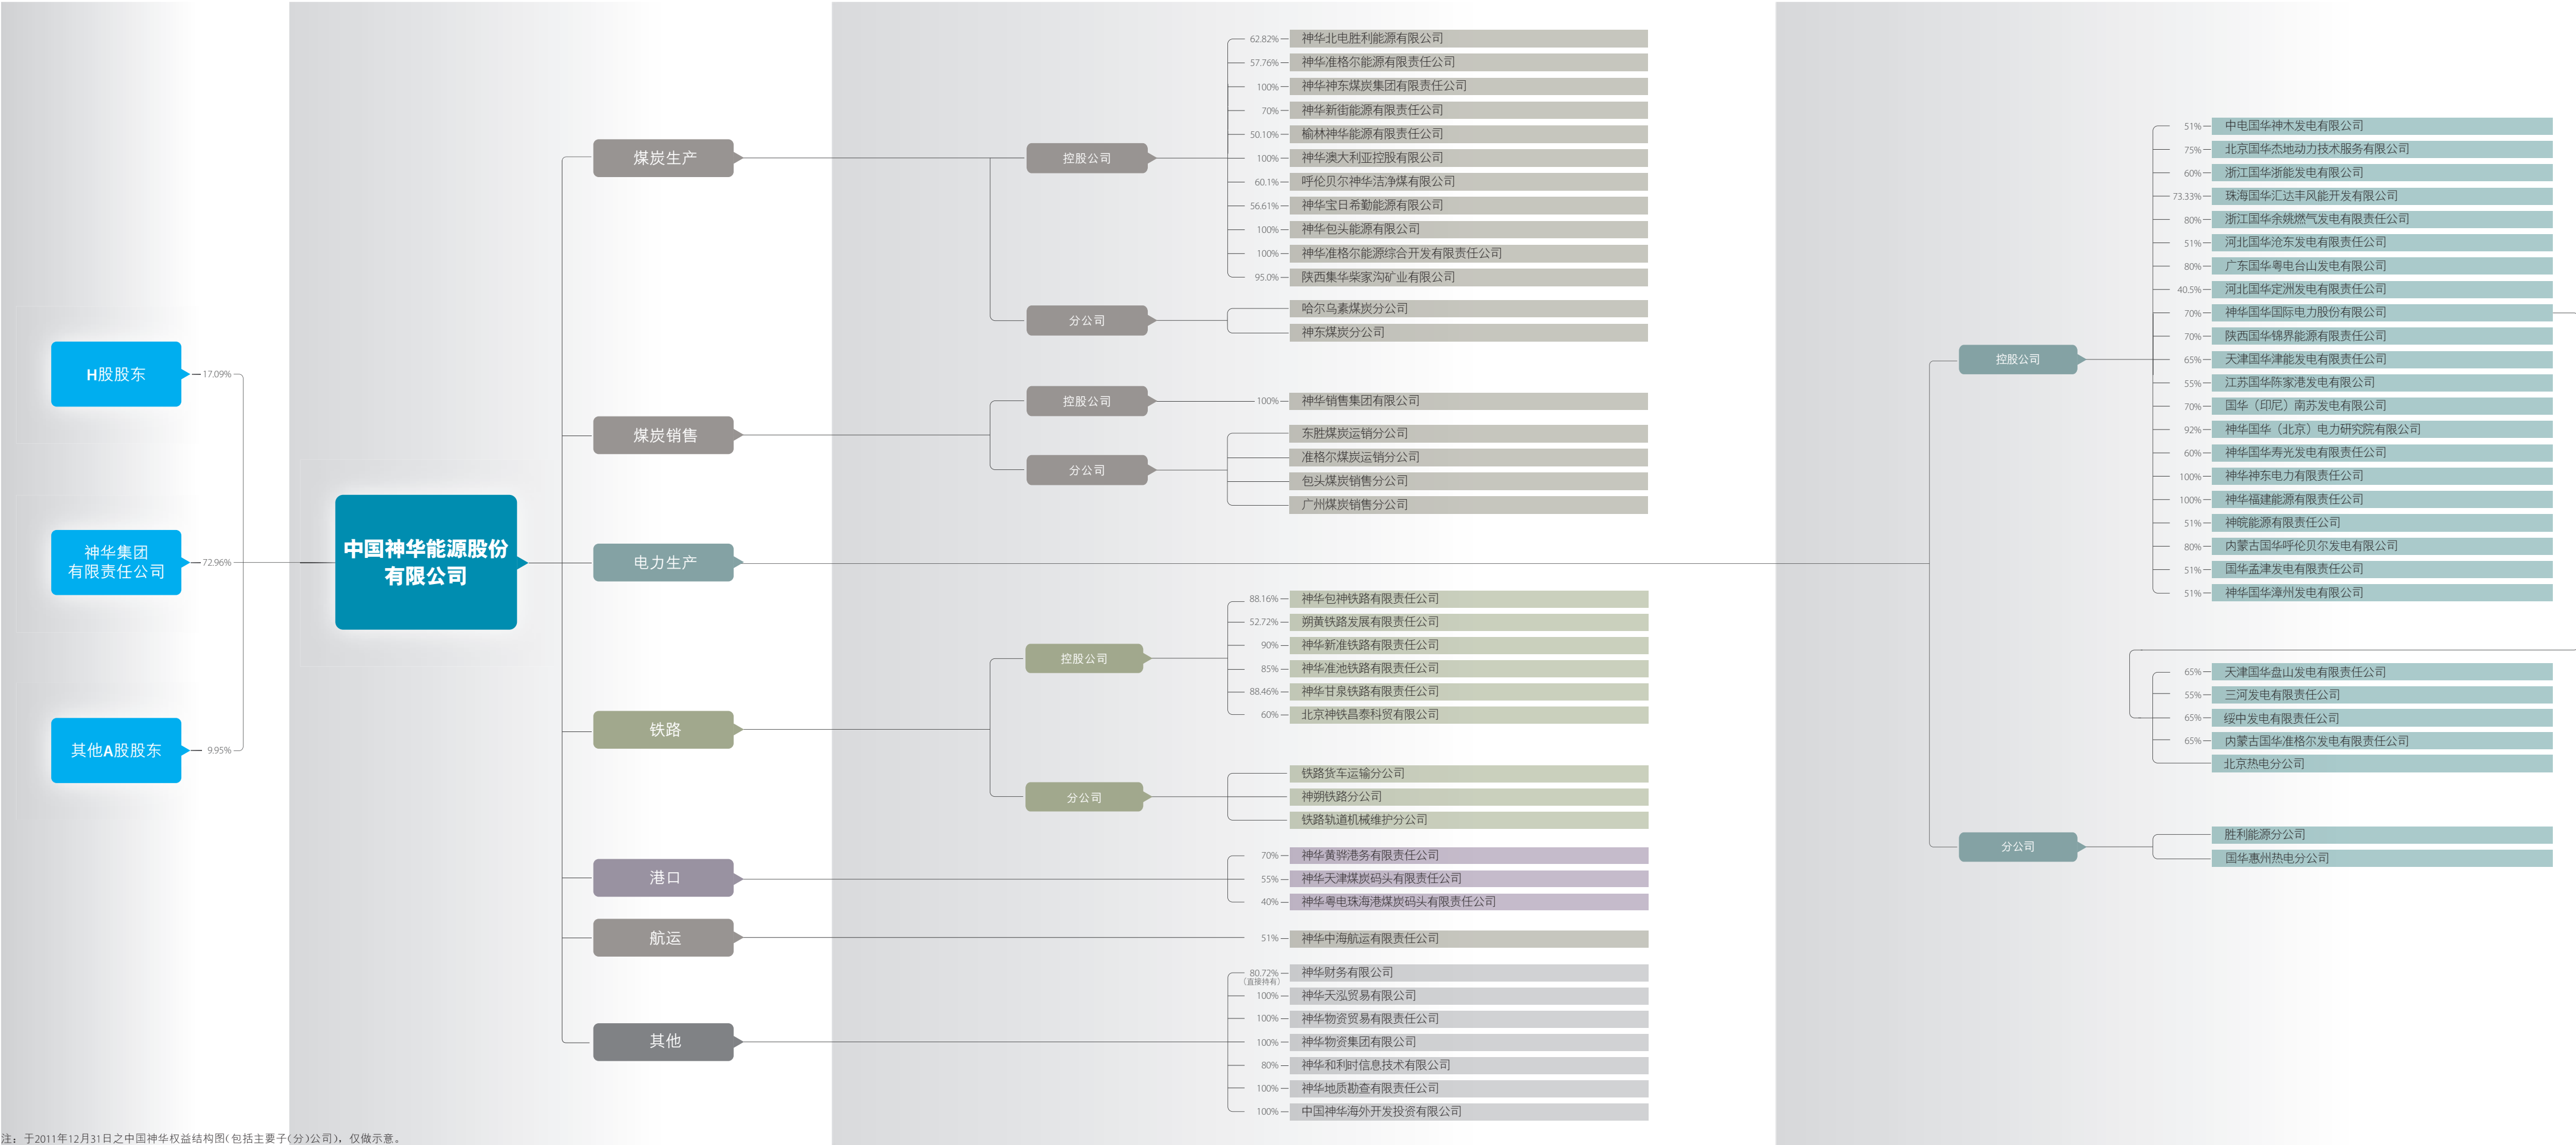 H股股东
17.09%
神华集团
有限责任公司
72.96%
其他A股股东
9.95%
中国神华能源股份
有限公司
煤炭生产
控股公司
62.82% 神华北电胜利能源有限公司
57.76% 神华准格尔能源有限责任公司
100% 神华神东煤炭集团有限责任公司
70% 神华新街能源有限责任公司
50.10% 榆林神华能源有限责任公司
100% 神华澳大利亚控股有限公司
60.1% 呼伦贝尔神华洁净煤有限公司
56.61% 神华宝日希勤能源有限公司
100% 神华包头能源有限公司
100% 神华准格尔能源综合开发有限责任公司
95.0% 陕西集华柴家沟矿业有限公司
分公司
哈尔乌素煤炭分公司
神东煤炭分公司
煤炭销售
控股公司
100% 神华销售集团有限公司
分公司
东胜煤炭运销分公司
准格尔煤炭运销分公司
包头煤炭销售分公司
广州煤炭销售分公司
电力生产
控股公司
51% 中电国华神木发电有限公司
75% 北京国华杰地动力技术服务有限公司
60% 浙江国华浙能发电有限公司
73.33% 珠海国华汇达丰风能开发有限公司
80% 浙江国华余姚燃气发电有限责任公司
51% 河北国华沧东发电有限责任公司
80% 广东国华粤电台山发电有限公司
40.5% 河北国华定洲发电有限责任公司
70% 神华国华国际电力股份有限公司
70% 陕西国华锦界能源有限责任公司
65% 天津国华津能发电有限责任公司
55% 江苏国华陈家港发电有限公司
70% 国华（印尼）南苏发电有限公司
92% 神华国华（北京）电力研究院有限公司
60% 神华国华寿光发电有限责任公司
100% 神华神东电力有限责任公司
100% 神华福建能源有限责任公司
51% 神皖能源有限责任公司
80% 内蒙古国华呼伦贝尔发电有限公司
51% 国华孟津发电有限责任公司
51% 神华国华漳州发电有限公司
65% 天津国华盘山发电有限责任公司
55% 三河发电有限责任公司
65% 绥中发电有限责任公司
65% 内蒙古国华准格尔发电有限责任公司
北京热电分公司
分公司
胜利能源分公司
国华惠州热电分公司
铁路
控股公司
88.16% 神华包神铁路有限责任公司
52.72% 朔黄铁路发展有限责任公司
90% 神华新准铁路有限责任公司
85% 神华准池铁路有限责任公司
88.46% 神华甘泉铁路有限责任公司
60% 北京神铁昌泰科贸有限公司
分公司
铁路货车运输分公司
神朔铁路分公司
铁路轨道机械维护分公司
港口
70% 神华黄骅港务有限责任公司
55% 神华天津煤炭码头有限责任公司
40% 神华粤电珠海港煤炭码头有限责任公司
航运
51% 神华中海航运有限责任公司
其他
80.72% 神华财务有限公司
（直接持有）
100% 神华天泓贸易有限公司
100% 神华物资贸易有限责任公司
100% 神华物资集团有限公司
80% 神华和利时信息技术有限公司
100% 神华地质勘查有限责任公司
100% 中国神华海外开发投资有限公司
注：于2011年12月31日之中国神华权益结构图（包括主要子（分）公司），仅做示意。